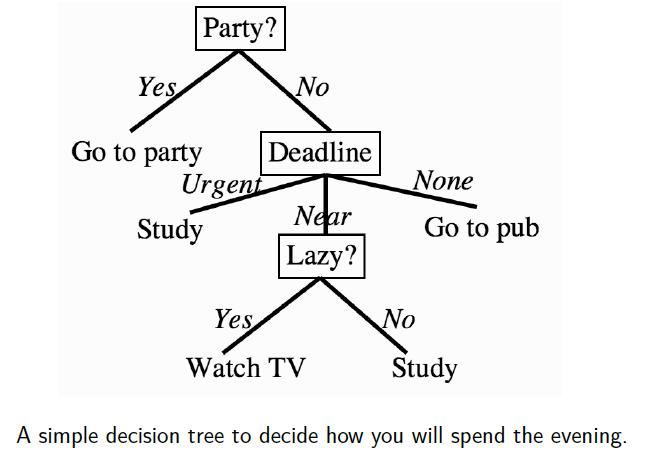 Party?
Yes No
Go to party Deadline
Urgent None
Study Near Go to pub
Lazy?
Yes No
Watch TV Study
A simple decision tree to decide how you will spend the evening.